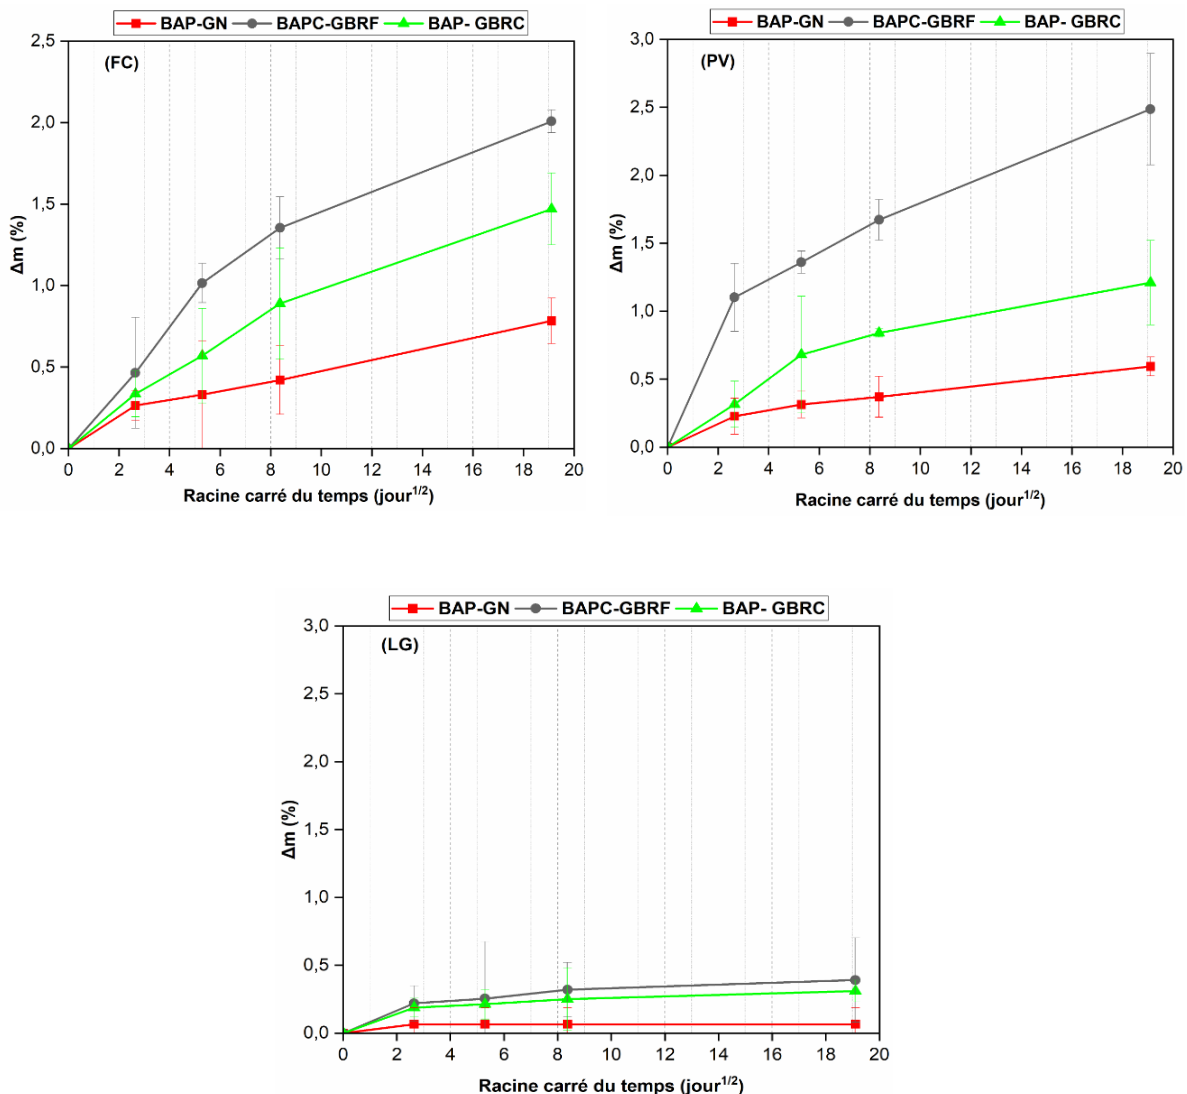 BAP-GN BAPC-GBRF BAP- GBRC
(FC)
Δm (%)
2,5
2,0
1,5
1,0
0,5
0,0
0 2 4 6 8 10 12 14 16 18 20
Racine carré du temps (jour1/2)
BAP-GN BAPC-GBRF BAP- GBRC
(PV)
Δm (%)
3,0
2,5
2,0
1,5
1,0
0,5
0,0
0 2 4 6 8 10 12 14 16 18 20
Racine carré du temps (jour1/2)
BAP-GN BAPC-GBRF BAP- GBRC
(LG)
Δm (%)
3,0
2,5
2,0
1,5
1,0
0,5
0,0
0 2 4 6 8 10 12 14 16 18 20
Racine carré du temps (jour1/2)